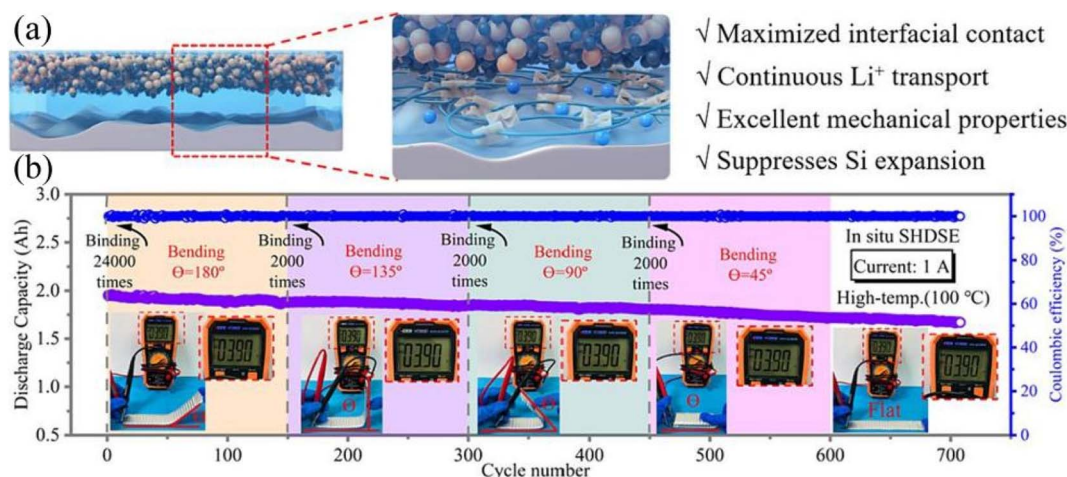 (a)
√ Maximized interfacial contact
√ Continuous Li⁺ transport
√ Excellent mechanical properties
√ Suppresses Si expansion
(b)
Discharge Capacity (Ah)
3.0
2.5
2.0
1.5
1.0
0.5
Binding
24000
times
Bending
Θ=180°
Binding
2000
times
Bending
Θ=135°
Binding
2000
times
Bending
Θ=90°
Binding
2000
times
Bending
Θ=45°
In situ SHDSE
Current: 1 A
High-temp.(100 °C)
0390
0390
0390
0390
0390
Θ
Θ
Flat
0
100
200
300
400
500
600
700
Cycle number
100
80
60
40
20
0
Coulombic efficiency (%)